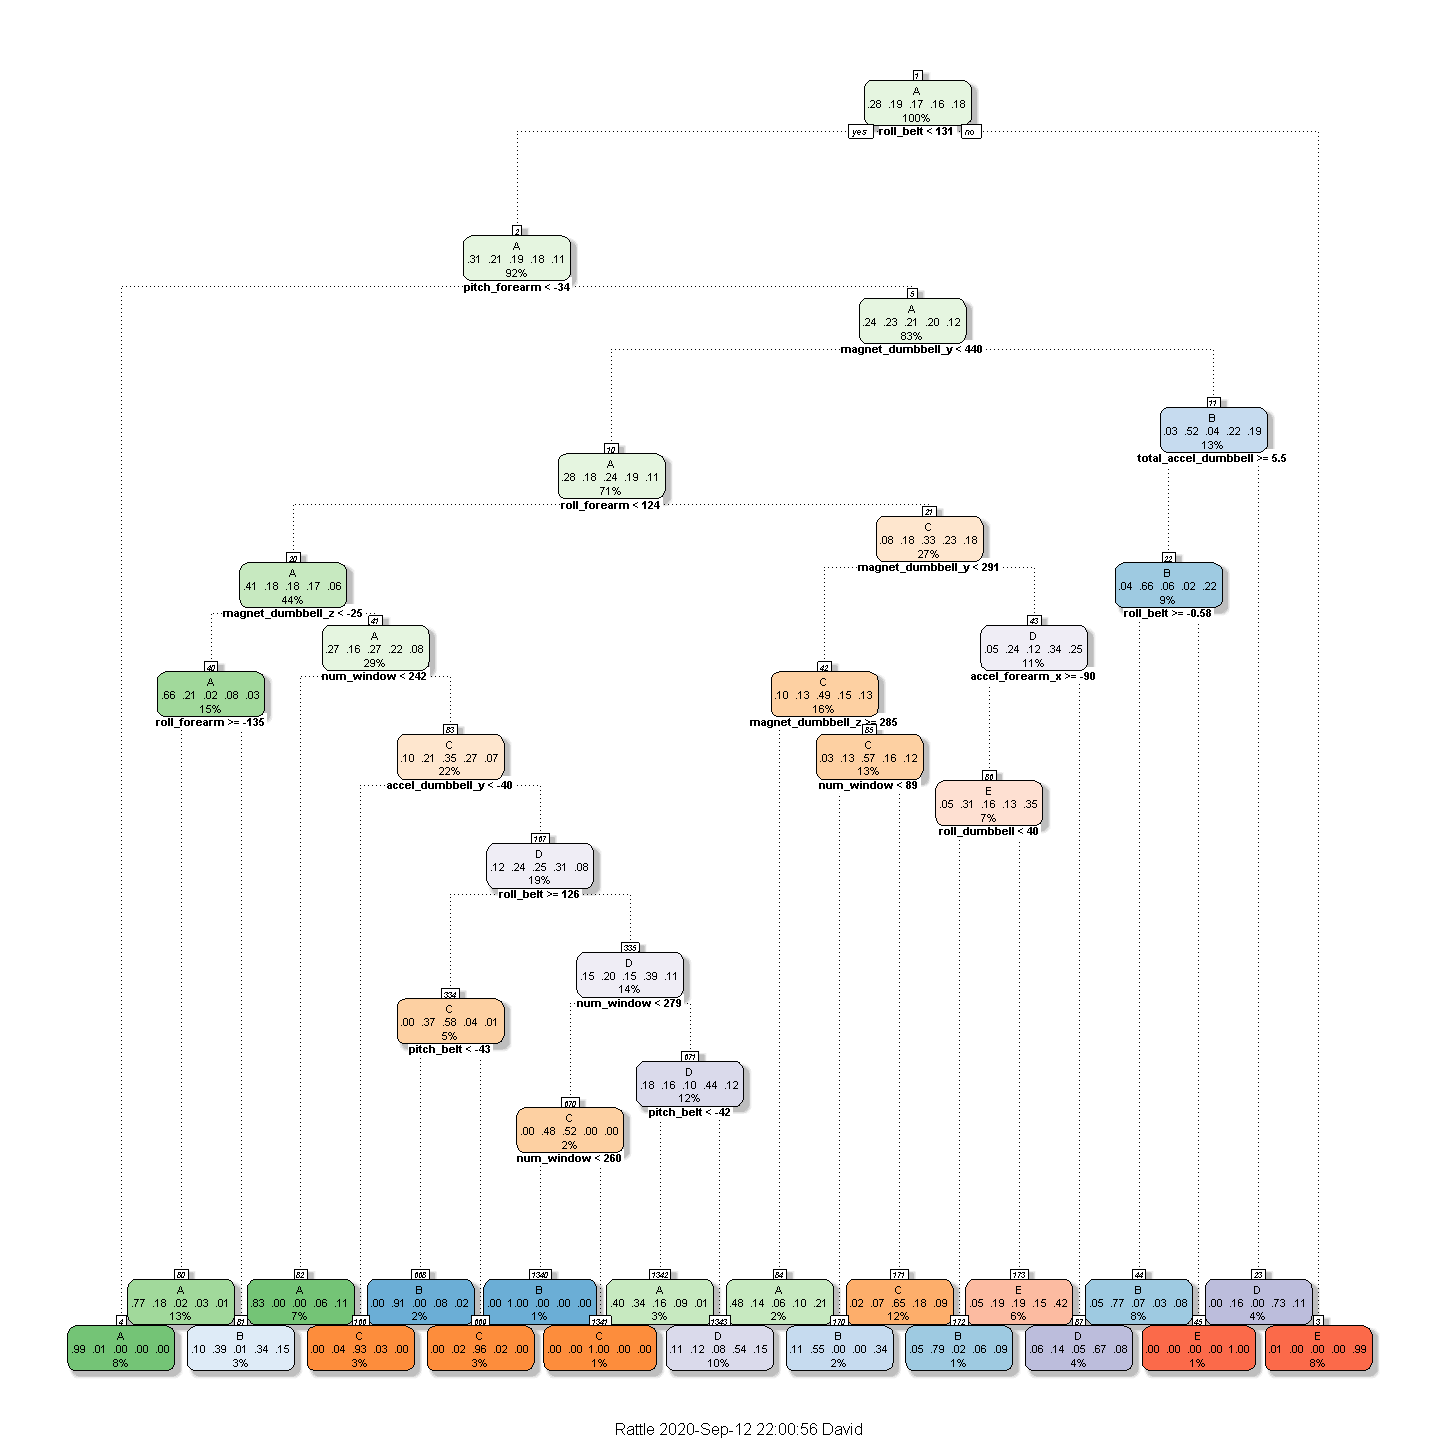 1
A
.28 .19 .17 .16 .18
100%
yes roll_belt < 131 no
2
A
.31 .21 .19 .18 .11
92%
pitch_forearm < -34
5
A
.24 .23 .21 .20 .12
83%
magnet_dumbbell_y < 440
11
B
.03 .52 .04 .22 .19
13%
total_accel_dumbbell >= 5.5
10
A
.28 .18 .24 .19 .11
71%
roll_forearm < 124
21
C
.08 .18 .33 .23 .18
27%
magnet_dumbbell_y < 291
20
A
.41 .18 .18 .17 .06
44%
magnet_dumbbell_z < -25
22
B
.04 .66 .06 .02 .22
9%
roll_belt >= -0.58
41
A
.27 .16 .27 .22 .08
29%
num_window < 242
43
D
.05 .24 .12 .34 .25
11%
accel_forearm_x >= -90
40
A
.66 .21 .02 .08 .03
15%
roll_forearm >= -135
42
C
.10 .13 .49 .15 .13
16%
magnet_dumbbell_z >= 285
83
C
.10 .21 .35 .27 .07
22%
accel_dumbbell_y < -40
85
C
.03 .13 .57 .16 .12
13%
num_window < 89
86
E
.05 .31 .16 .13 .35
7%
roll_dumbbell < 40
167
D
.12 .24 .25 .31 .08
19%
roll_belt >= 126
335
D
.15 .20 .15 .39 .11
14%
num_window < 279
334
C
.00 .37 .58 .04 .01
5%
pitch_belt < -43
671
D
.18 .16 .10 .44 .12
12%
pitch_belt < -42
670
C
.00 .48 .52 .00 .00
2%
num_window < 260
80 82 668 1340 1342 84 171 173 44 23
A A B B A A C E B D
.77 .18 .02 .03 .01 .83 .00 .00 .06 .11 .00 .91 .00 .08 .02 .00 1.00 .00 .00 .00 .40 .34 .16 .09 .01 .48 .14 .06 .10 .21 .02 .07 .65 .18 .09 .05 .19 .19 .15 .42 .05 .77 .07 .03 .08 .00 .16 .00 .73 .11
13% 7% 2% 1% 3% 2% 12% 6% 8% 4%
4 81 166 669 1341 1343 170 172 87 45 3
A B C C C D B B D E E
.99 .01 .00 .00 .00 .10 .39 .01 .34 .15 .00 .04 .93 .03 .00 .00 .02 .96 .02 .00 .00 .00 1.00 .00 .00 .11 .12 .08 .54 .15 .11 .55 .00 .00 .34 .05 .79 .02 .06 .09 .06 .14 .05 .67 .08 .00 .00 .00 .00 1.00 .01 .00 .00 .00 .99
8% 3% 3% 3% 1% 10% 2% 1% 4% 1% 8%
Rattle 2020-Sep-12 22:00:56 David